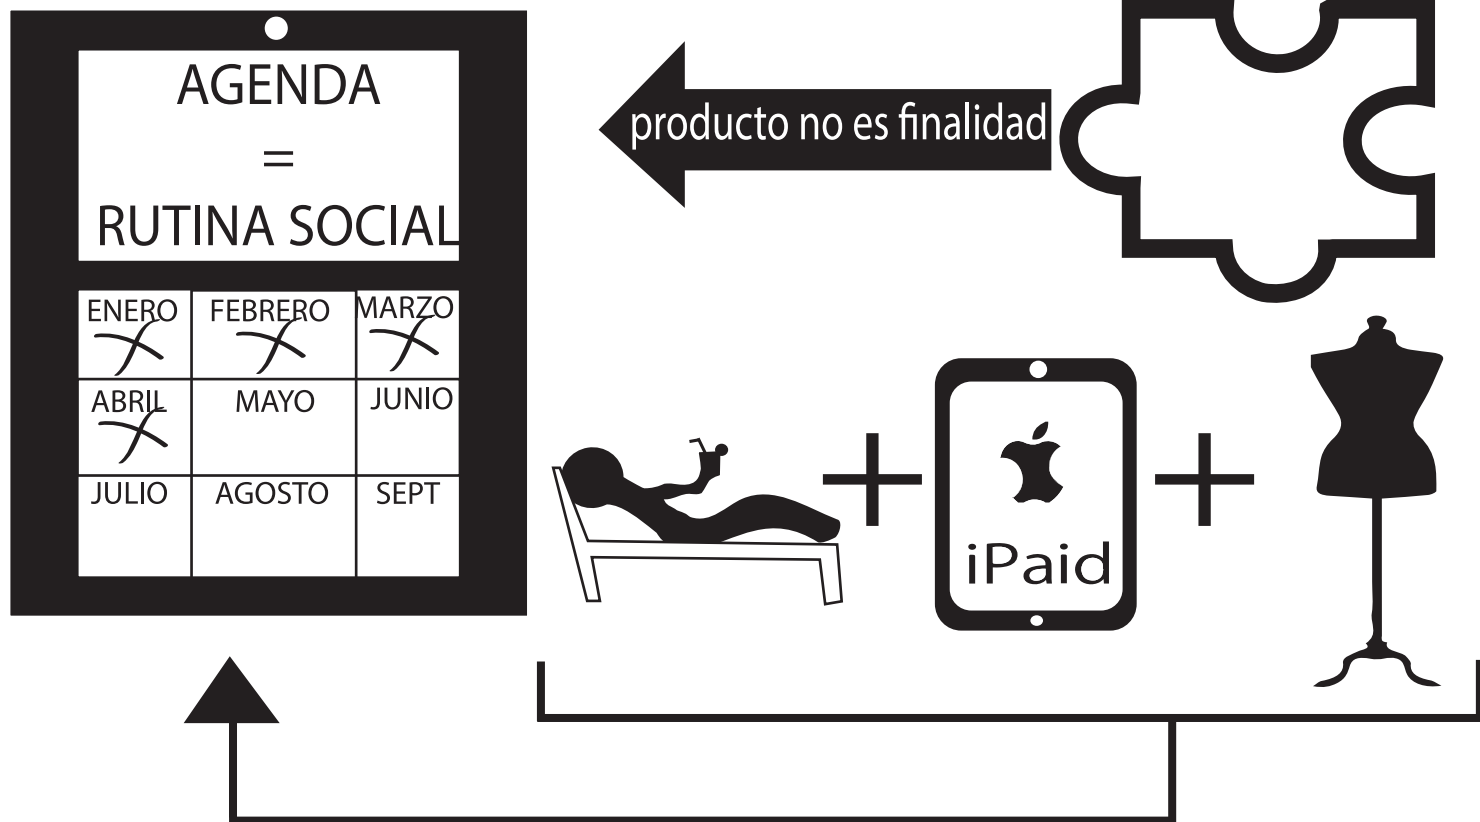 AGENDA
=
RUTINA SOCIAL
producto no es finalidad
ENERO FEBRERO MARZO
ABRIL MAYO JUNIO
JULIO AGOSTO SEPT
iPaid